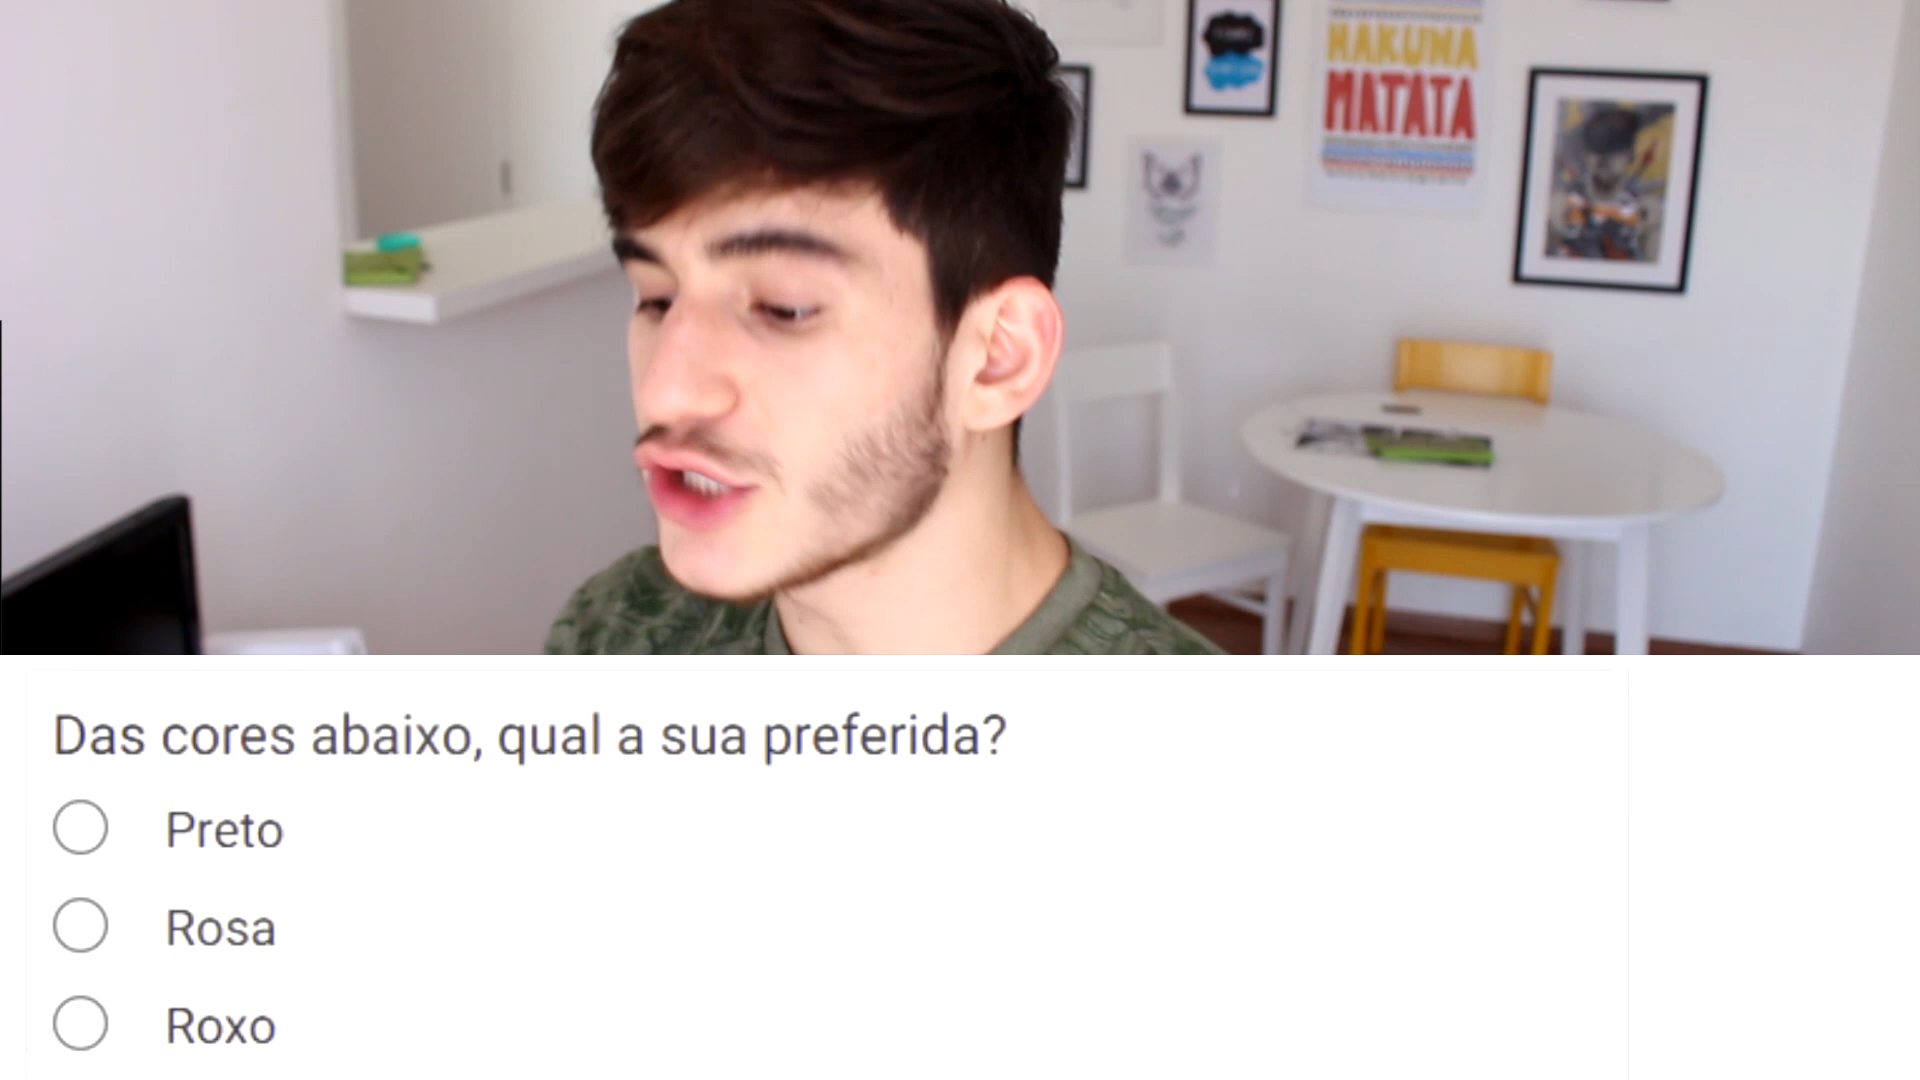 HAKUNA
MATATA
Das cores abaixo, qual a sua preferida?
Preto
Rosa
Roxo